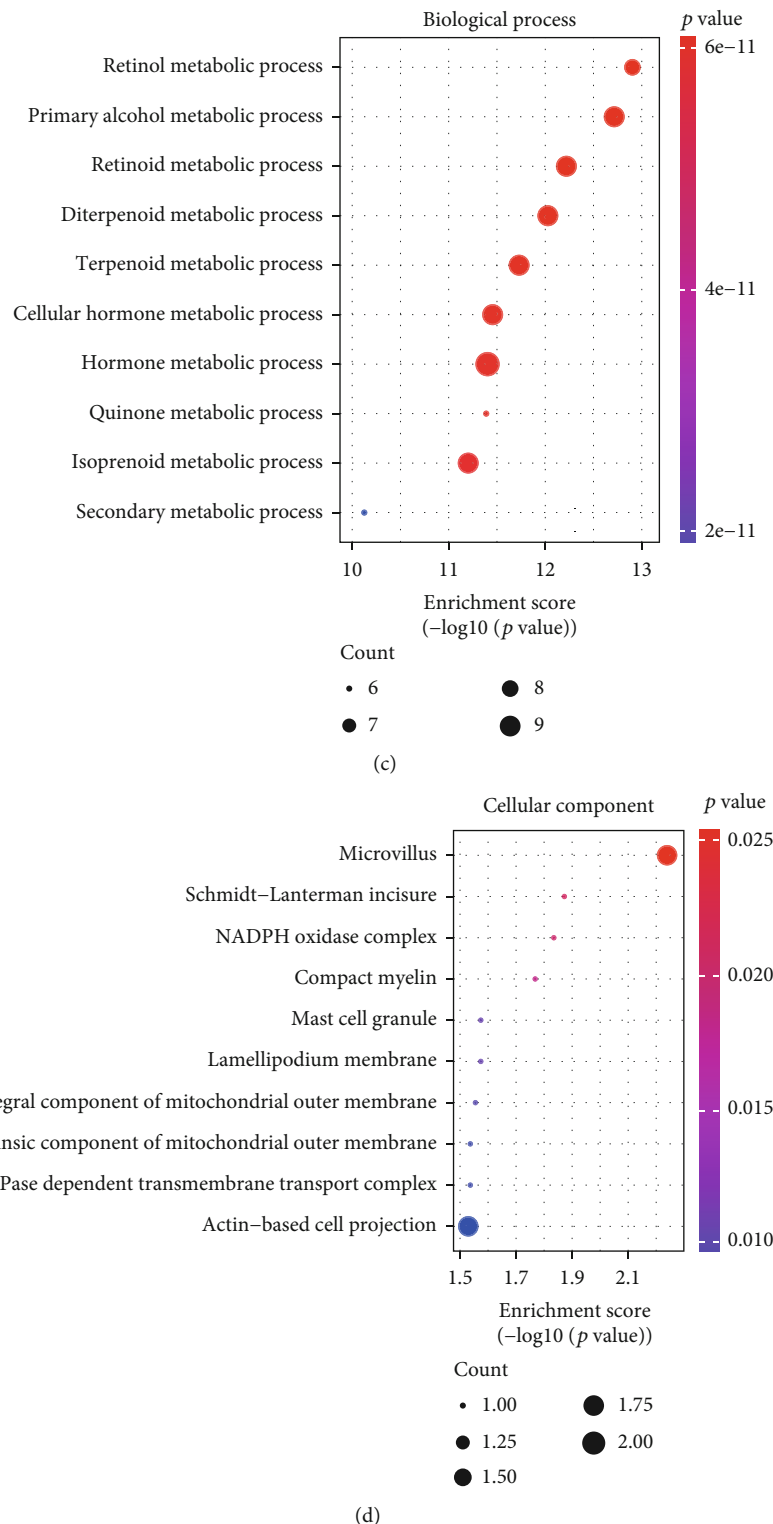 Biological process
p value
Retinol metabolic process
Primary alcohol metabolic process
Retinoid metabolic process
Diterpenoid metabolic process
Terpenoid metabolic process
Cellular hormone metabolic process
Hormone metabolic process
Quinone metabolic process
Isoprenoid metabolic process
Secondary metabolic process
6e−11
4e−11
2e−11
10 11 12 13
Enrichment score
(−log10 (p value))
Count
6 8
7 9
(c)
Cellular component
p value
Microvillus
Schmidt−Lanterman incisure
NADPH oxidase complex
Compact myelin
Mast cell granule
Lamellipodium membrane
egral component of mitochondrial outer membrane
insic component of mitochondrial outer membrane
Pase dependent transmembrane transport complex
Actin−based cell projection
0.025
0.020
0.015
0.010
1.5 1.7 1.9 2.1
Enrichment score
(−log10 (p value))
Count
1.00 1.75
1.25 2.00
1.50
(d)